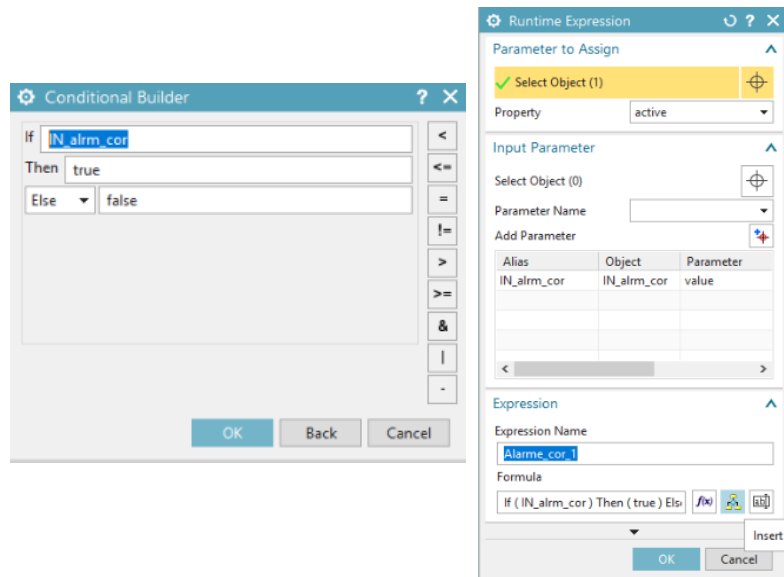 Conditional Builder ? X
If IN_alrm_cor
Then true
Else false
<
<=
=
!=
>
>=
&
|
-
OK Back Cancel
Runtime Expression ? X
Parameter to Assign
Select Object (1)
Property active
Input Parameter
Select Object (0)
Parameter Name
Add Parameter
Alias Object Parameter
IN_alrm_cor IN_alrm_cor value
< >
Expression
Expression Name
Alarme_cor_1
Formula
If ( IN_alrm_cor ) Then ( true ) Els f(x) ab
Insert
OK Cancel